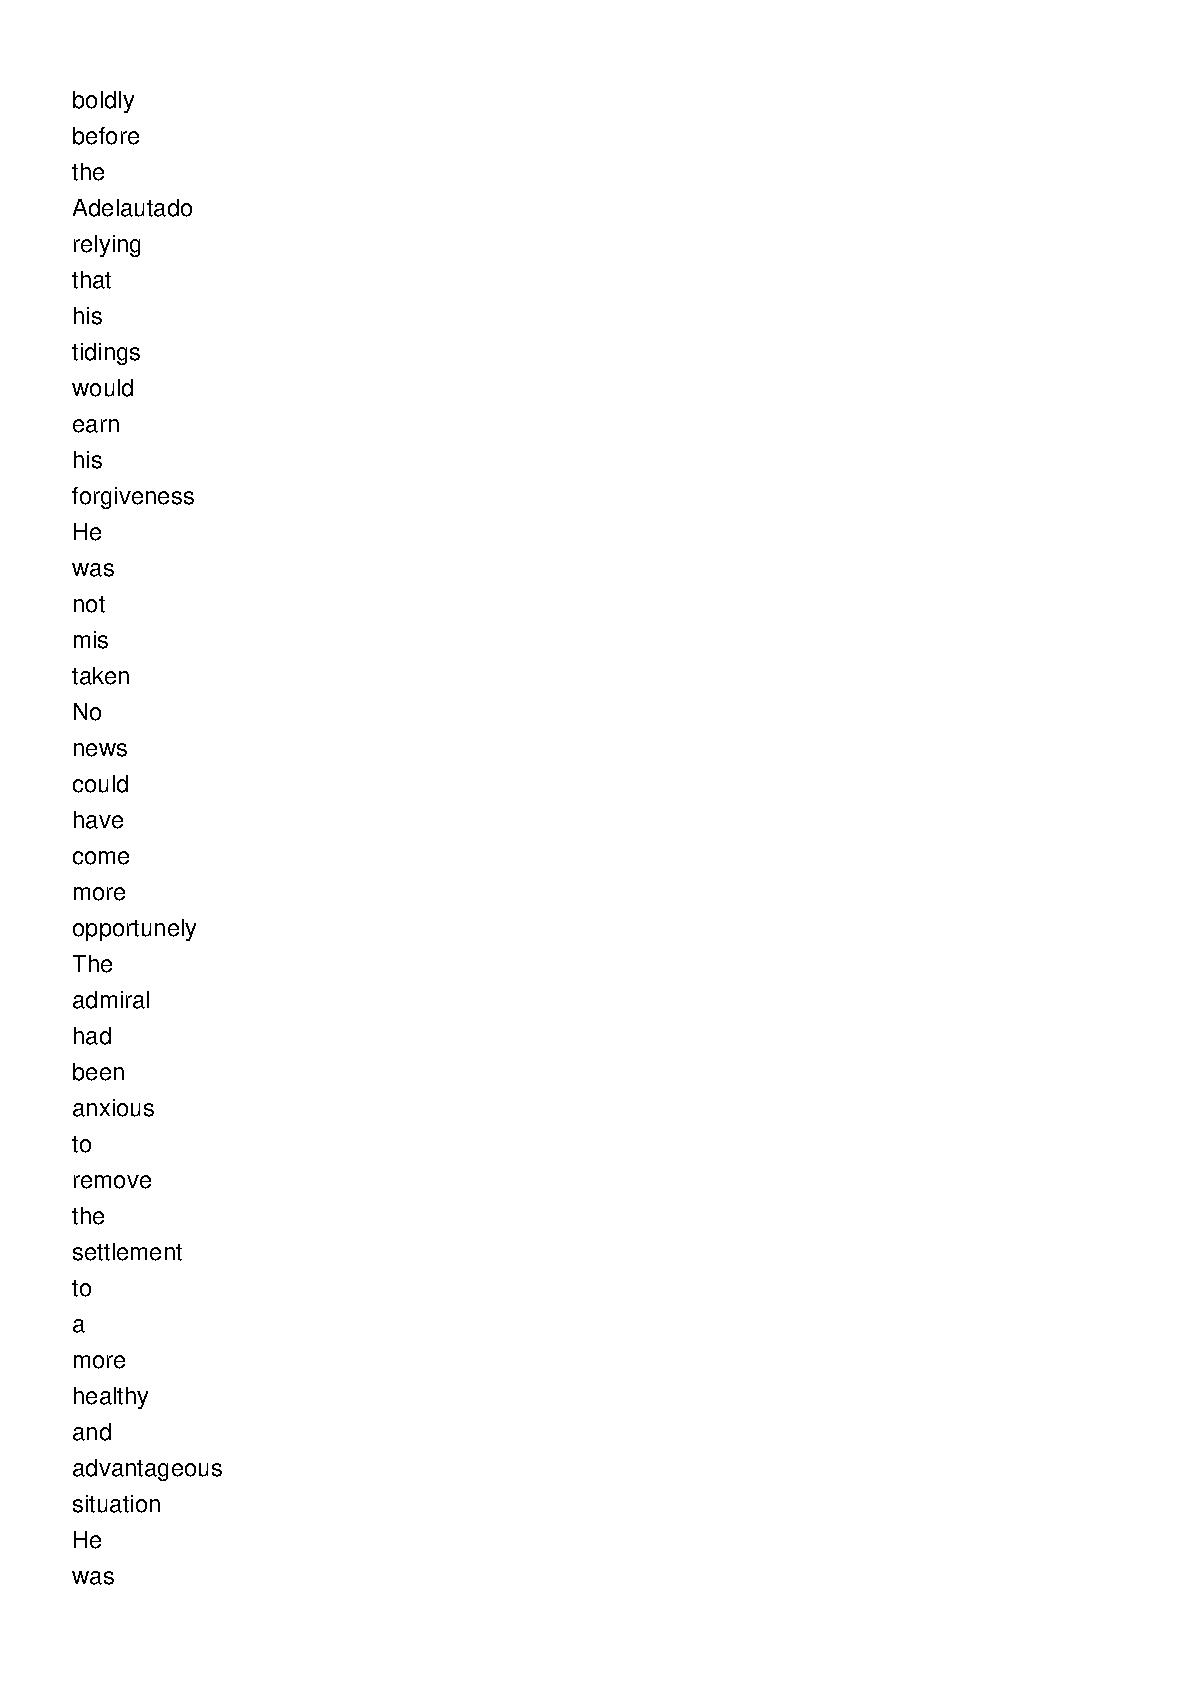 boldly
before
the
Adelautado
relying
that
his
tidings
would
earn
his
forgiveness
He
was
not
mis
taken
No
news
could
have
come
more
opportunely
The
admiral
had
been
anxious
to
remove
the
settlement
to
a
more
healthy
and
advantageous
situation
He
was